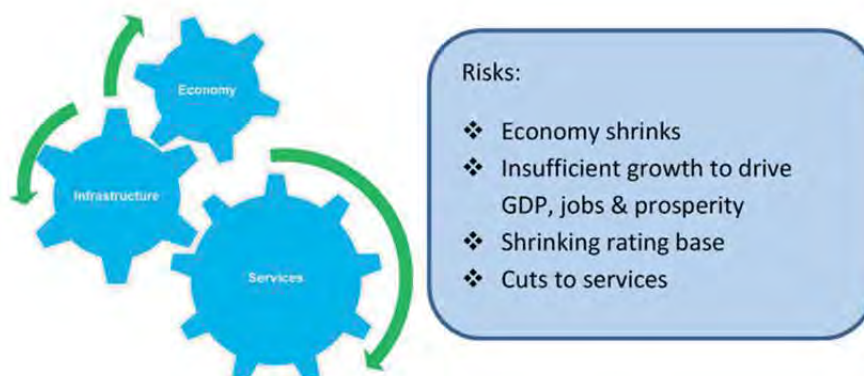 Economy
Infrastructure
Services
Risks:
❖ Economy shrinks
❖ Insufficient growth to drive
GDP, jobs & prosperity
❖ Shrinking rating base
❖ Cuts to services